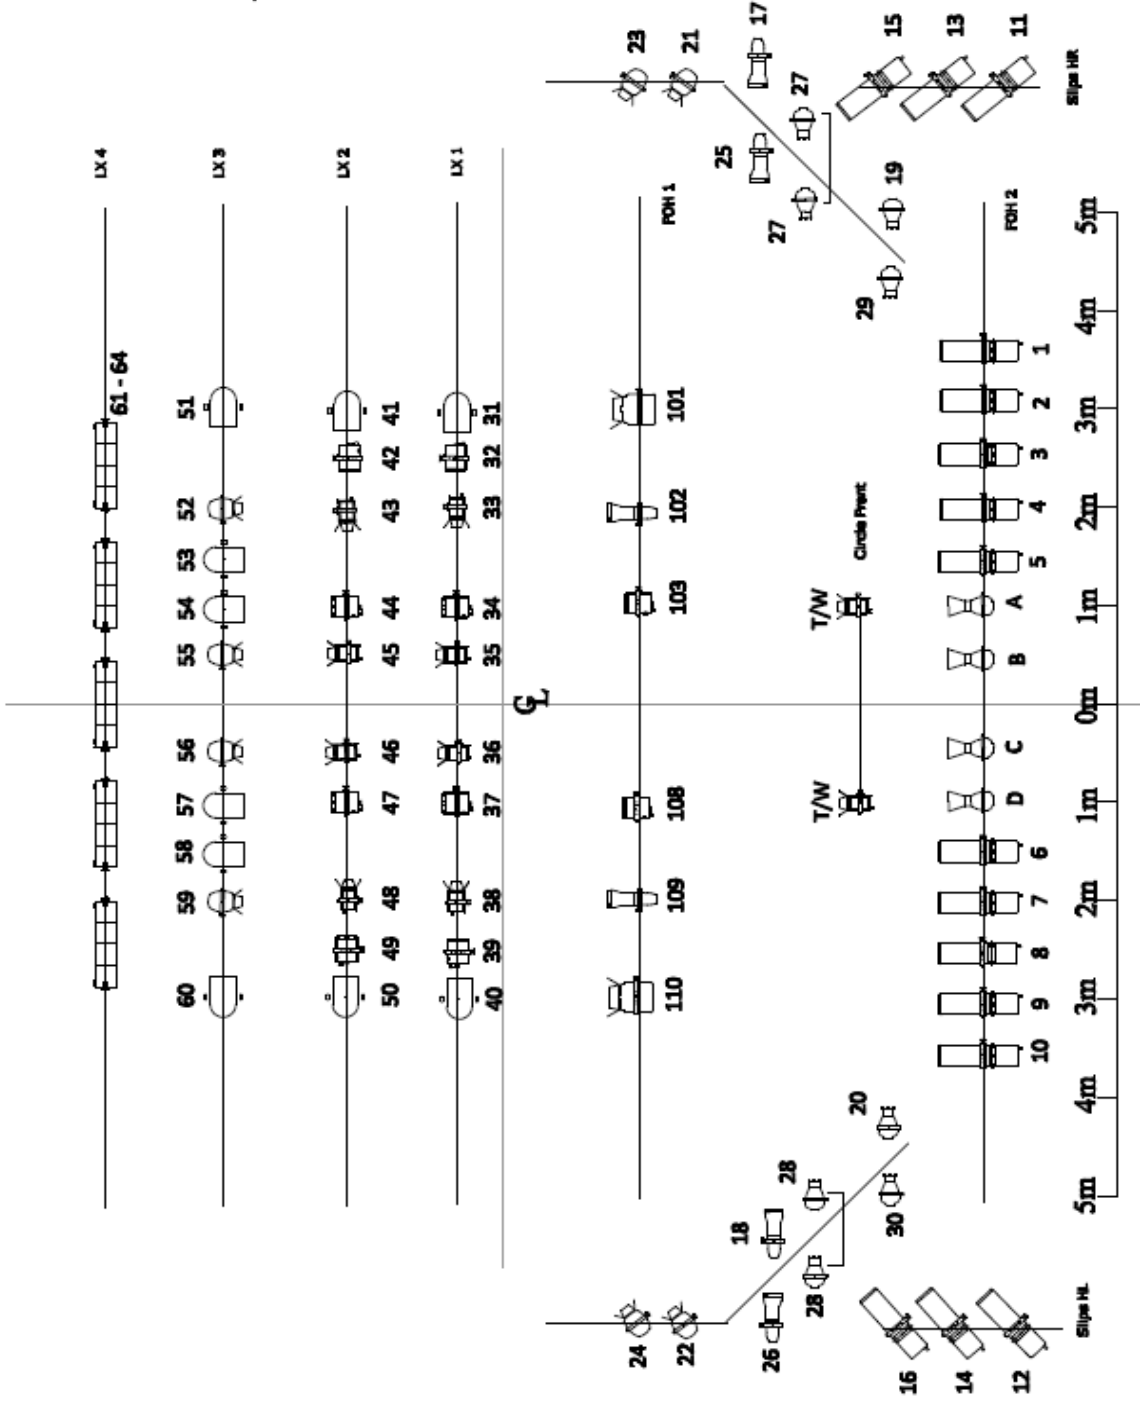 LX 4
61 - 64
LX 3
60
59
58
57
56
55
54
53
52
51
LX 2
50
49
48
47
46
45
44
43
42
41
LX 1
40
39
38
37
36
35
34
33
32
31
CL
24
22
23
21
FOH 1
110
109
108
103
102
101
26
18
28
28
17
25
27
27
20
30
19
29
Circle Front
T/W
T/W
16
14
12
Slips HL
15
13
11
Slips HR
FOH 2
10
9
8
7
6
D
C
B
A
5
4
3
2
1
5m
4m
3m
2m
1m
0m
1m
2m
3m
4m
5m